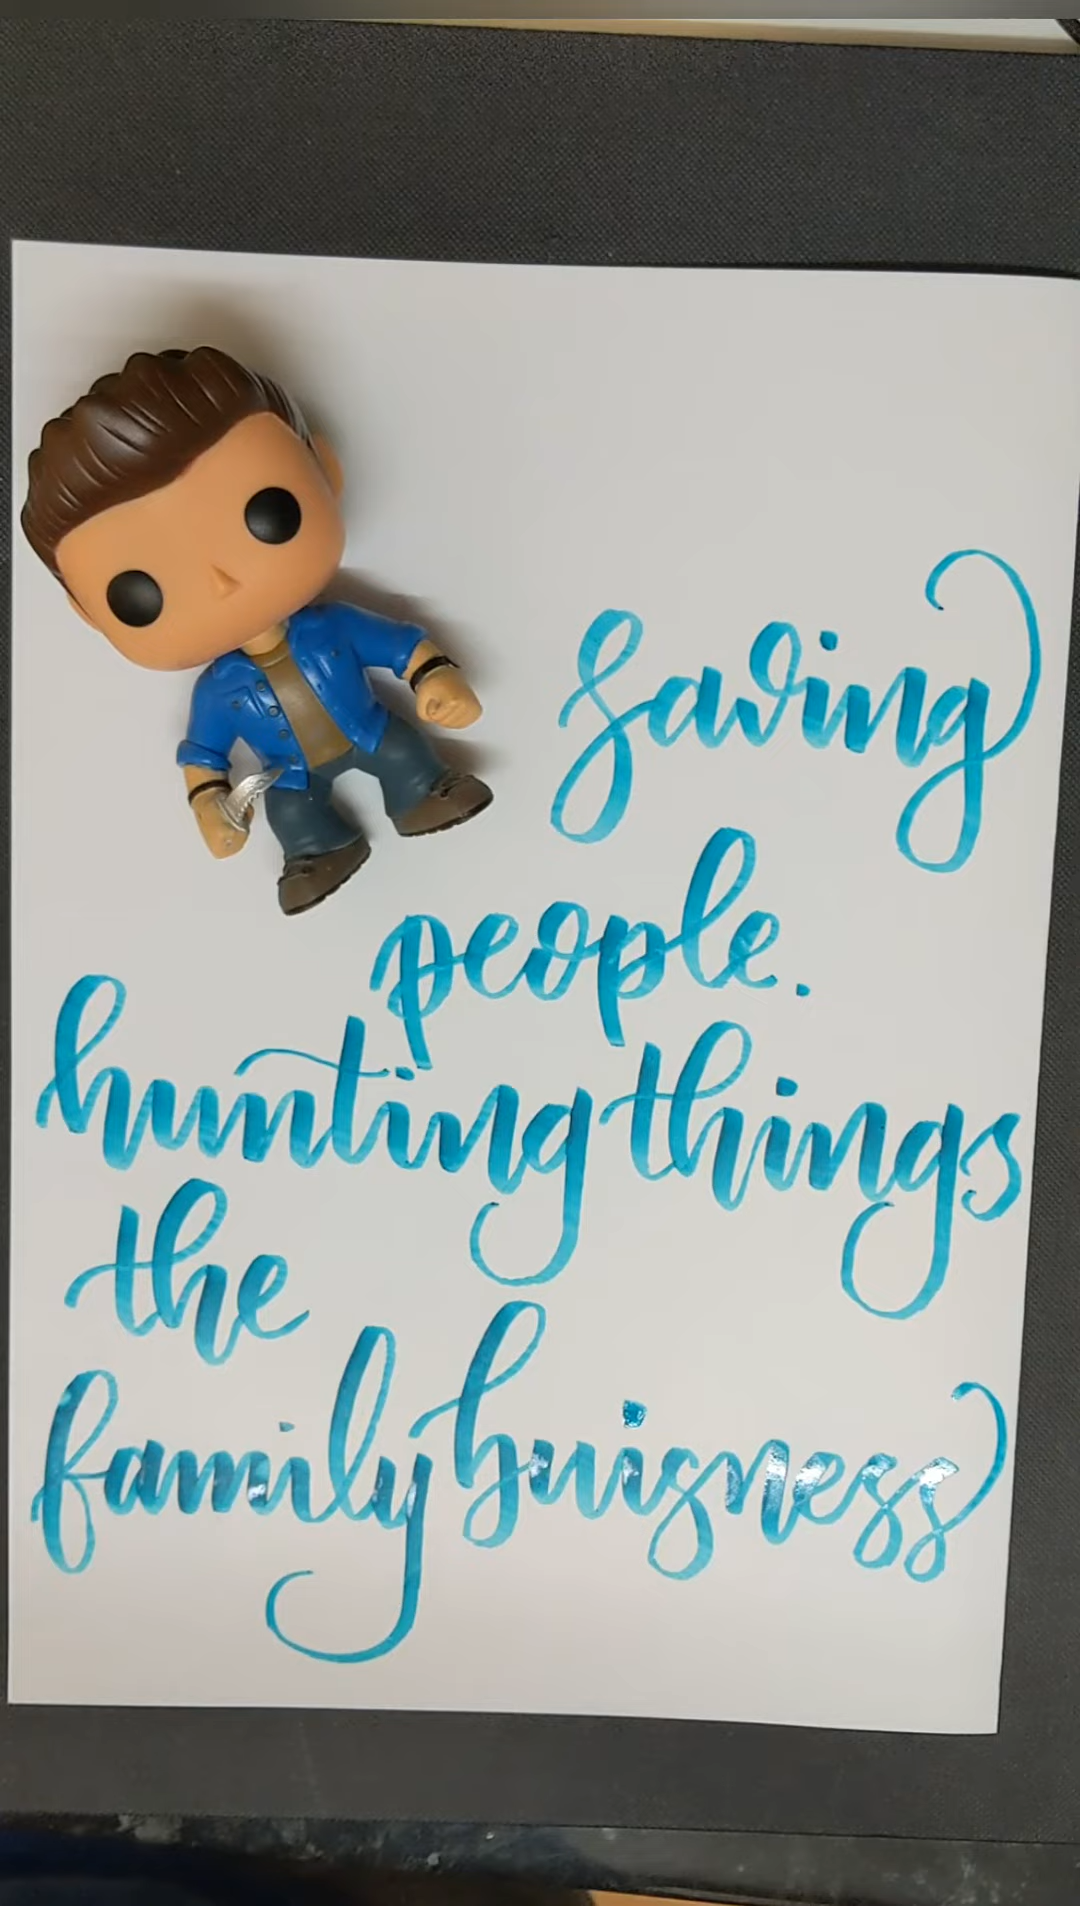 saving
people.
hunting things
the
family buisness